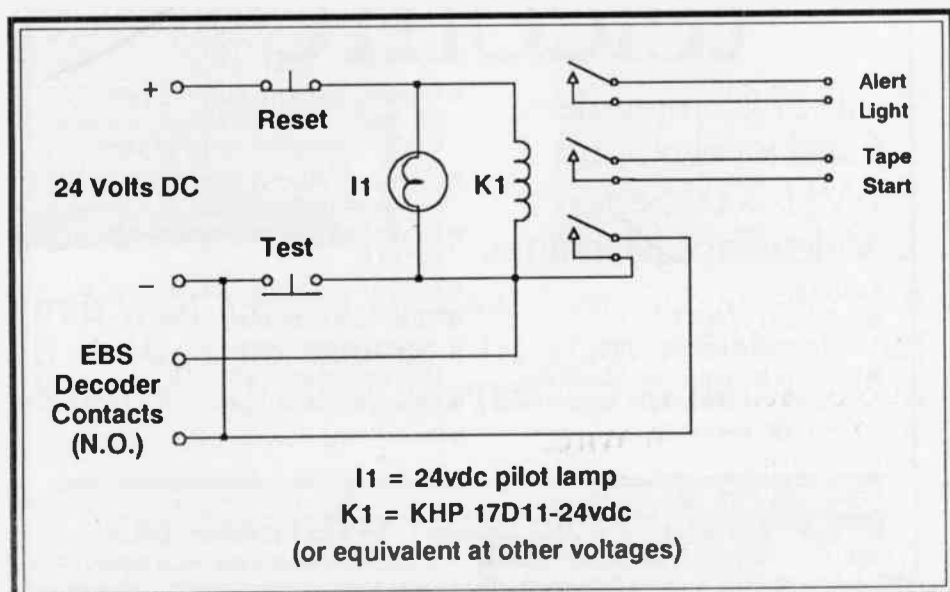 +
Reset
Alert
Light
24 Volts DC
I1
K1
Tape
Start
Test
–
EBS
Decoder
Contacts
(N.O.)
I1 = 24vdc pilot lamp
K1 = KHP 17D11-24vdc
(or equivalent at other voltages)